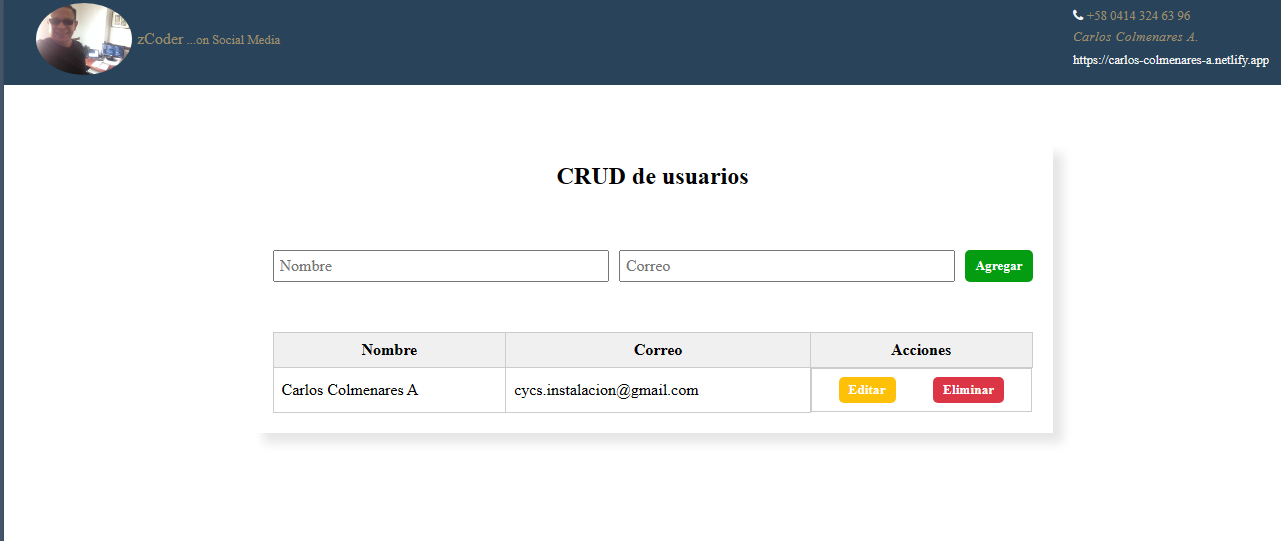 zCoder ...on Social Media
+58 0414 324 63 96
Carlos Colmenares A.
https://carlos-colmenares-a.netlify.app
CRUD de usuarios
Nombre Correo Agregar
Nombre Correo Acciones
Carlos Colmenares A cycs.instalacion@gmail.com Editar Eliminar